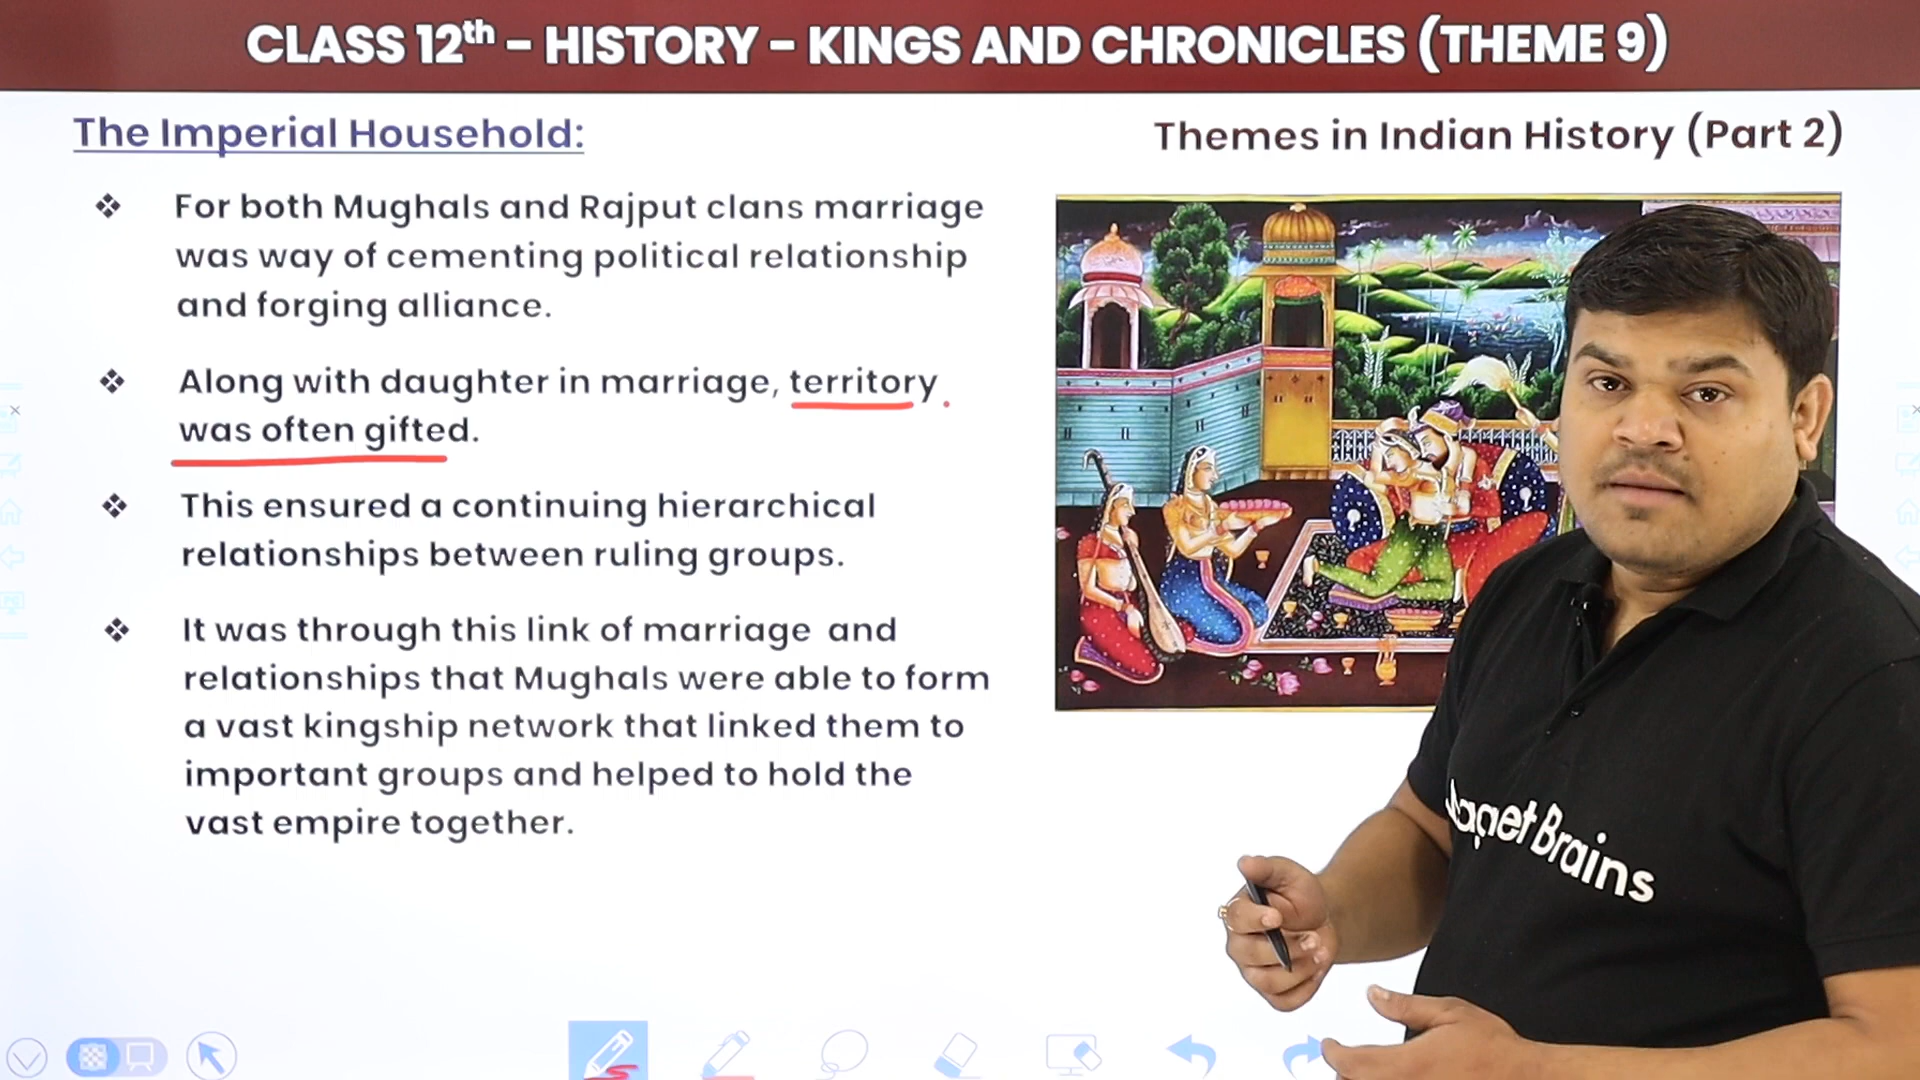 CLASS 12th - HISTORY - KINGS AND CHRONICLES (THEME 9)
The Imperial Household:
Themes in Indian History (Part 2)
❖ For both Mughals and Rajput clans marriage
was way of cementing political relationship
and forging alliance.
❖ Along with daughter in marriage, territory
was often gifted.
❖ This ensured a continuing hierarchical
relationships between ruling groups.
❖ It was through this link of marriage and
relationships that Mughals were able to form
a vast kingship network that linked them to
important groups and helped to hold the
vast empire together.
Brains